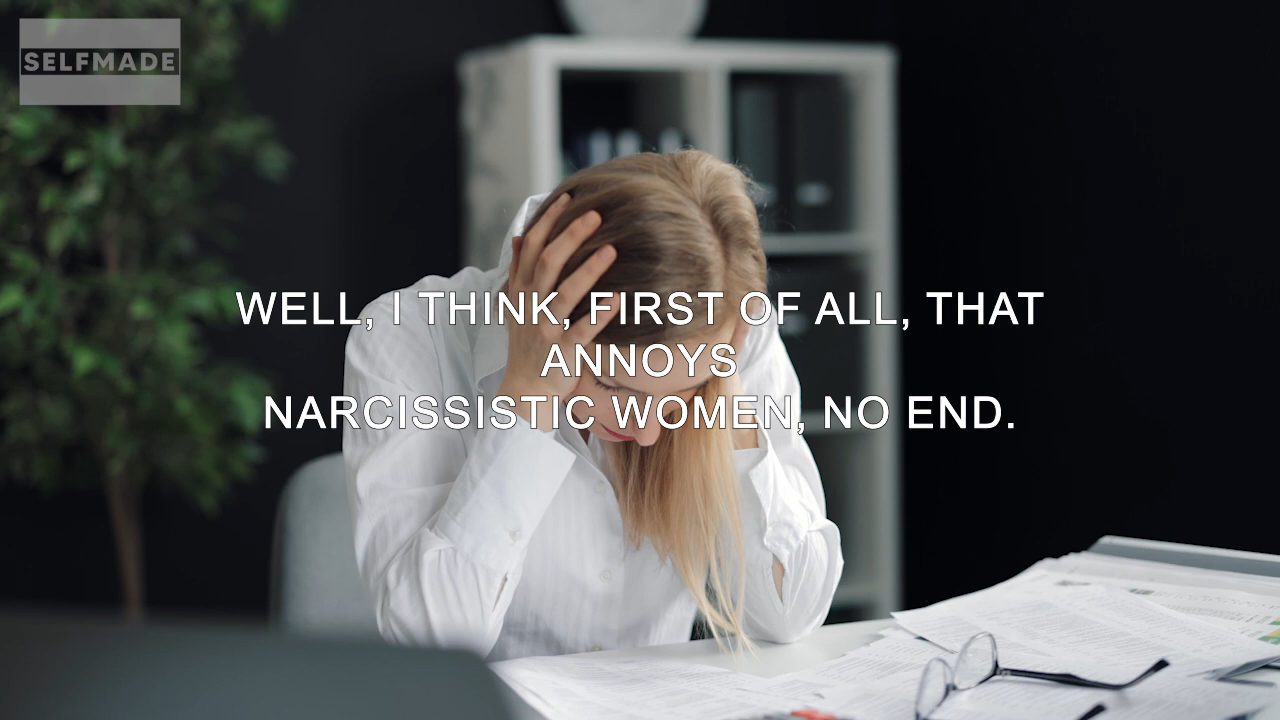 SELFMADE
WELL, I THINK, FIRST OF ALL, THAT
ANNOYS
NARCISSISTIC WOMEN, NO END.